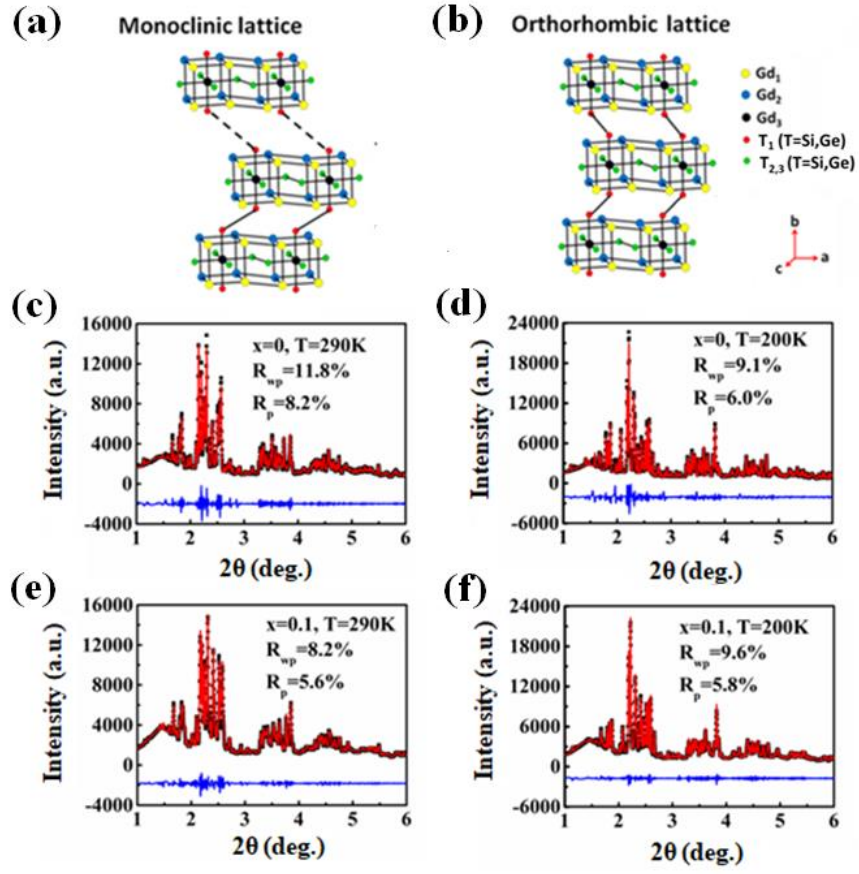 (a)
Monoclinic lattice
(b)
Orthorhombic lattice
Gd1
Gd2
Gd3
T1 (T=Si,Ge)
T2,3 (T=Si,Ge)
b
a
c
(c)
16000
12000
8000
4000
0
-4000
Intensity (a.u.)
x=0, T=290K
Rwp=11.8%
Rp=8.2%
1 2 3 4 5 6
2θ (deg.)
(d)
24000
18000
12000
6000
0
-6000
Intensity (a.u.)
x=0, T=200K
Rwp=9.1%
Rp=6.0%
1 2 3 4 5 6
2θ (deg.)
(e)
16000
12000
8000
4000
0
-4000
Intensity (a.u.)
x=0.1, T=290K
Rwp=8.2%
Rp=5.6%
1 2 3 4 5 6
2θ (deg.)
(f)
24000
18000
12000
6000
0
-6000
Intensity (a.u.)
x=0.1, T=200K
Rwp=9.6%
Rp=5.8%
1 2 3 4 5 6
2θ (deg.)